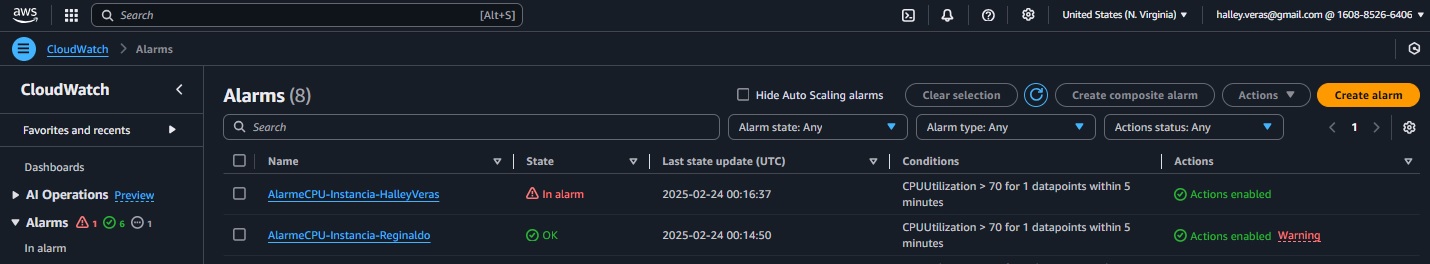 aws
Search [Alt+S]
United States (N. Virginia)
halley.veras@gmail.com @ 1608-8526-6406
CloudWatch
Alarms
CloudWatch
Favorites and recents
Dashboards
AI Operations Preview
Alarms 1 6 1
In alarm
Alarms (8)
Hide Auto Scaling alarms
Clear selection
Create composite alarm
Actions
Create alarm
Search
Alarm state: Any
Alarm type: Any
Actions status: Any
1
Name State Last state update (UTC) Conditions Actions
AlarmeCPU-Instancia-HalleyVeras In alarm 2025-02-24 00:16:37 CPUUtilization > 70 for 1 datapoints within 5 Actions enabled
minutes
AlarmeCPU-Instancia-Reginaldo OK 2025-02-24 00:14:50 CPUUtilization > 70 for 1 datapoints within 5 Actions enabled Warning
minutes